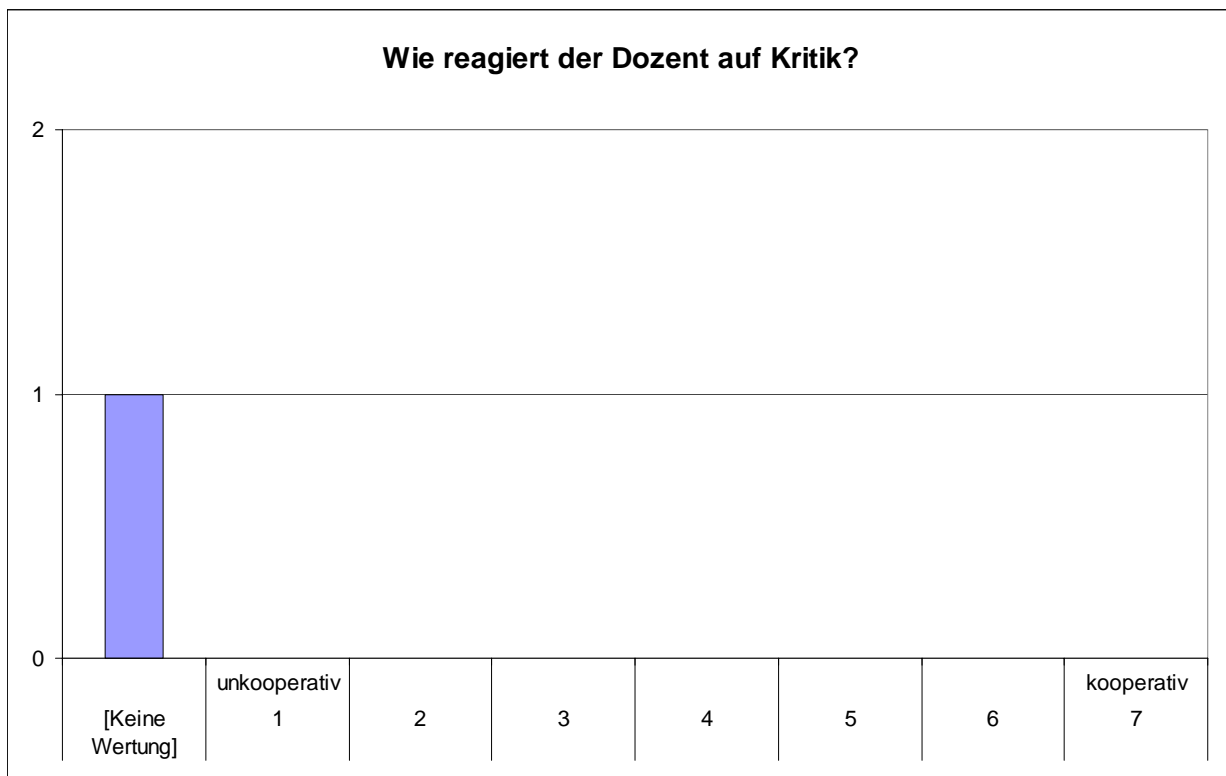 Wie reagiert der Dozent auf Kritik?
2
1
0
unkooperativ kooperativ
[Keine 1 2 3 4 5 6 7
Wertung]